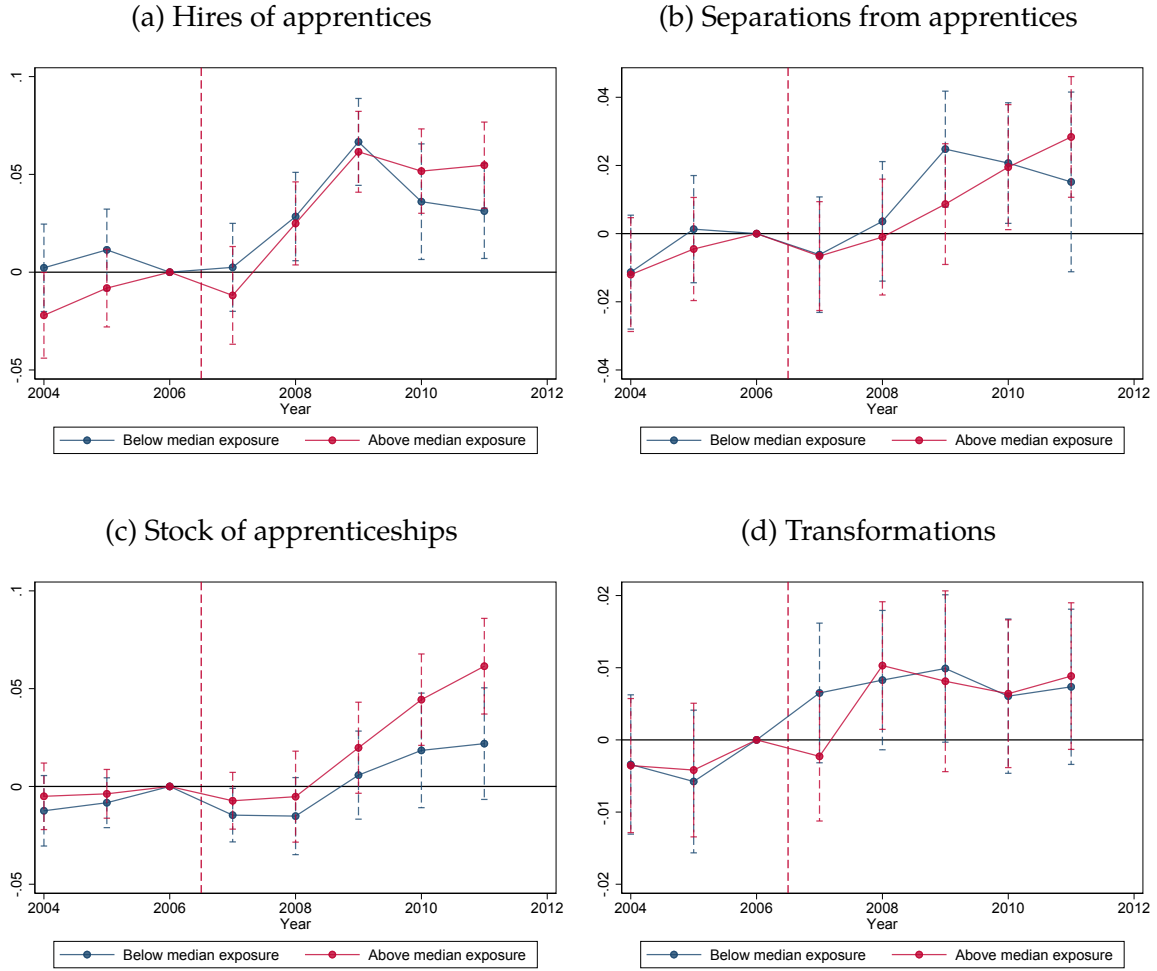 (a) Hires of apprentices
.1
.05
0
-.05
2004 2006 2008 2010 2012
Year
Below median exposure Above median exposure
(b) Separations from apprentices
.04
.02
0
-.02
-.04
2004 2006 2008 2010 2012
Year
Below median exposure Above median exposure
(c) Stock of apprenticeships
.1
.05
0
-.05
2004 2006 2008 2010 2012
Year
Below median exposure Above median exposure
(d) Transformations
.02
.010
0
-.01
-.02
2004 2006 2008 2010 2012
Year
Below median exposure Above median exposure